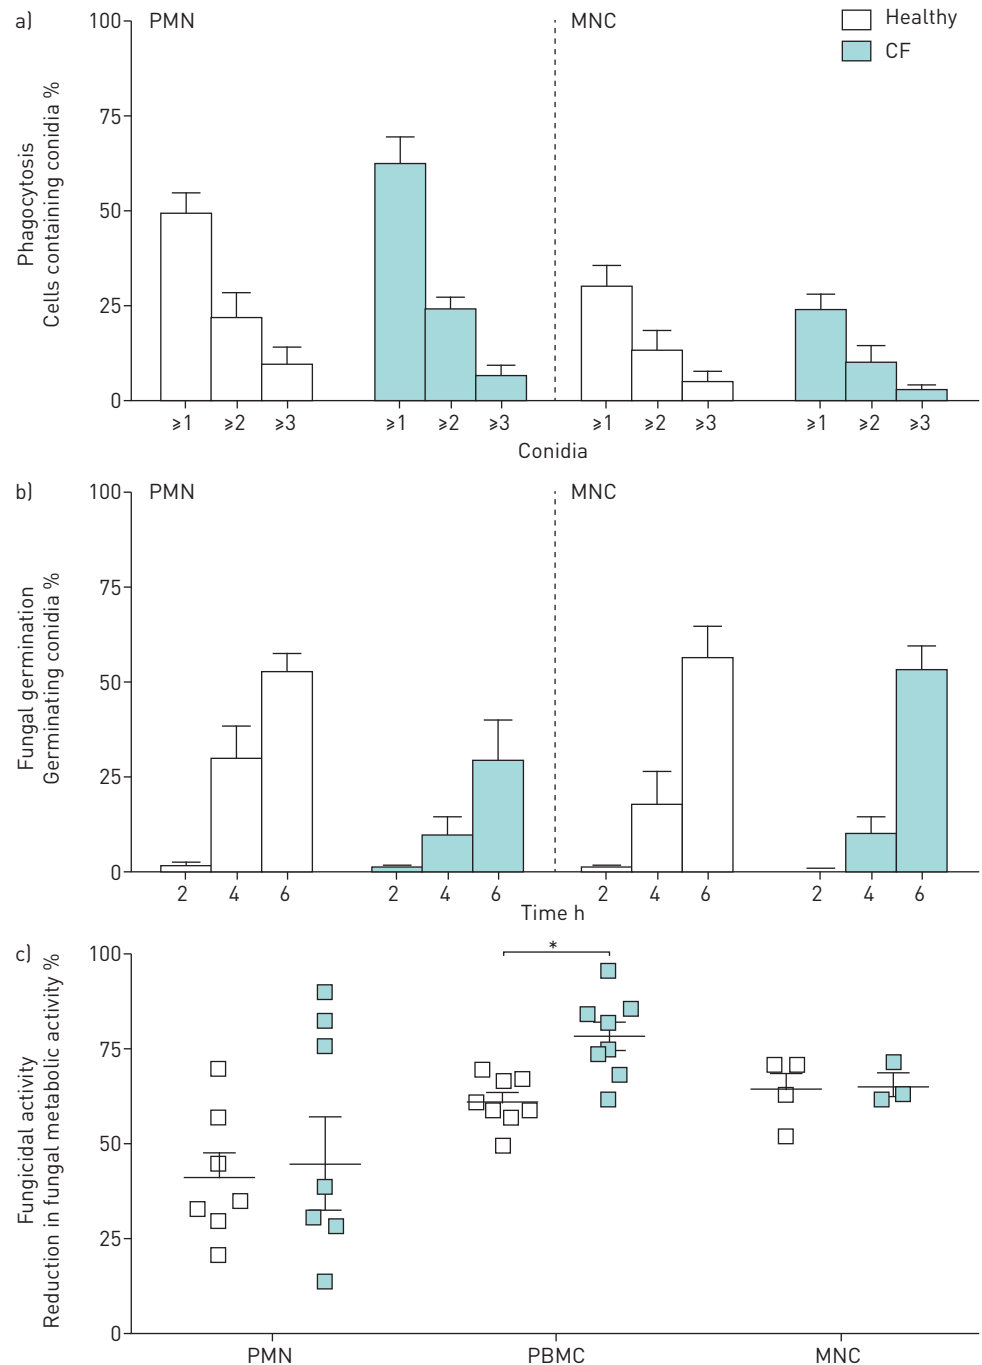 a)
PMN
MNC
Healthy
CF
Phagocytosis
Cells containing conidia %
100
75
50
25
0
⩾1 ⩾2 ⩾3 ⩾1 ⩾2 ⩾3 ⩾1 ⩾2 ⩾3 ⩾1 ⩾2 ⩾3
Conidia
b)
PMN
MNC
Fungal germination
Germinating conidia %
100
75
50
25
0
2 4 6 2 4 6 2 4 6 2 4 6
Time h
c)
Fungicidal activity
Reduction in fungal metabolic activity %
100
75
50
25
0
*
PMN PBMC MNC